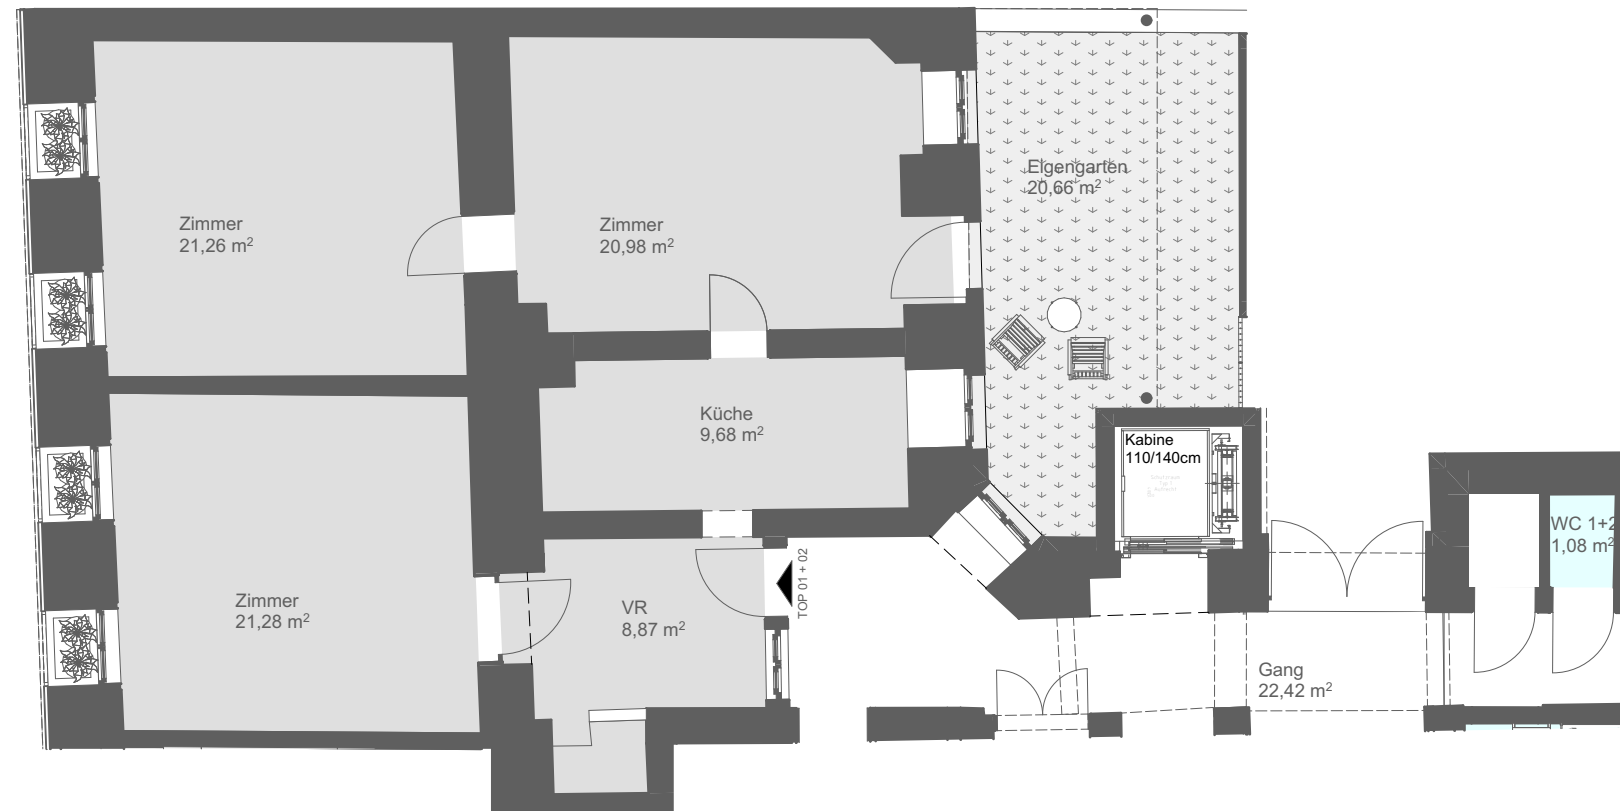 Eigengarten
20,66 m²
Zimmer
21,26 m²
Zimmer
20,98 m²
Küche
9,68 m²
Kabine
110/140cm
WC 1+2
1,08 m²
TOP 01 + 02
Zimmer
21,28 m²
VR
8,87 m²
Gang
22,42 m²